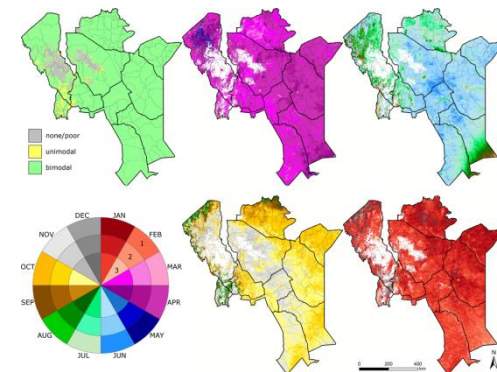 none/poor
unimodal
bimodal
DEC
JAN
NOV
FEB
1
2
OCT
3
MAR
SEP
APR
AUG
MAY
JUL
JUN
0
200
400
km
N